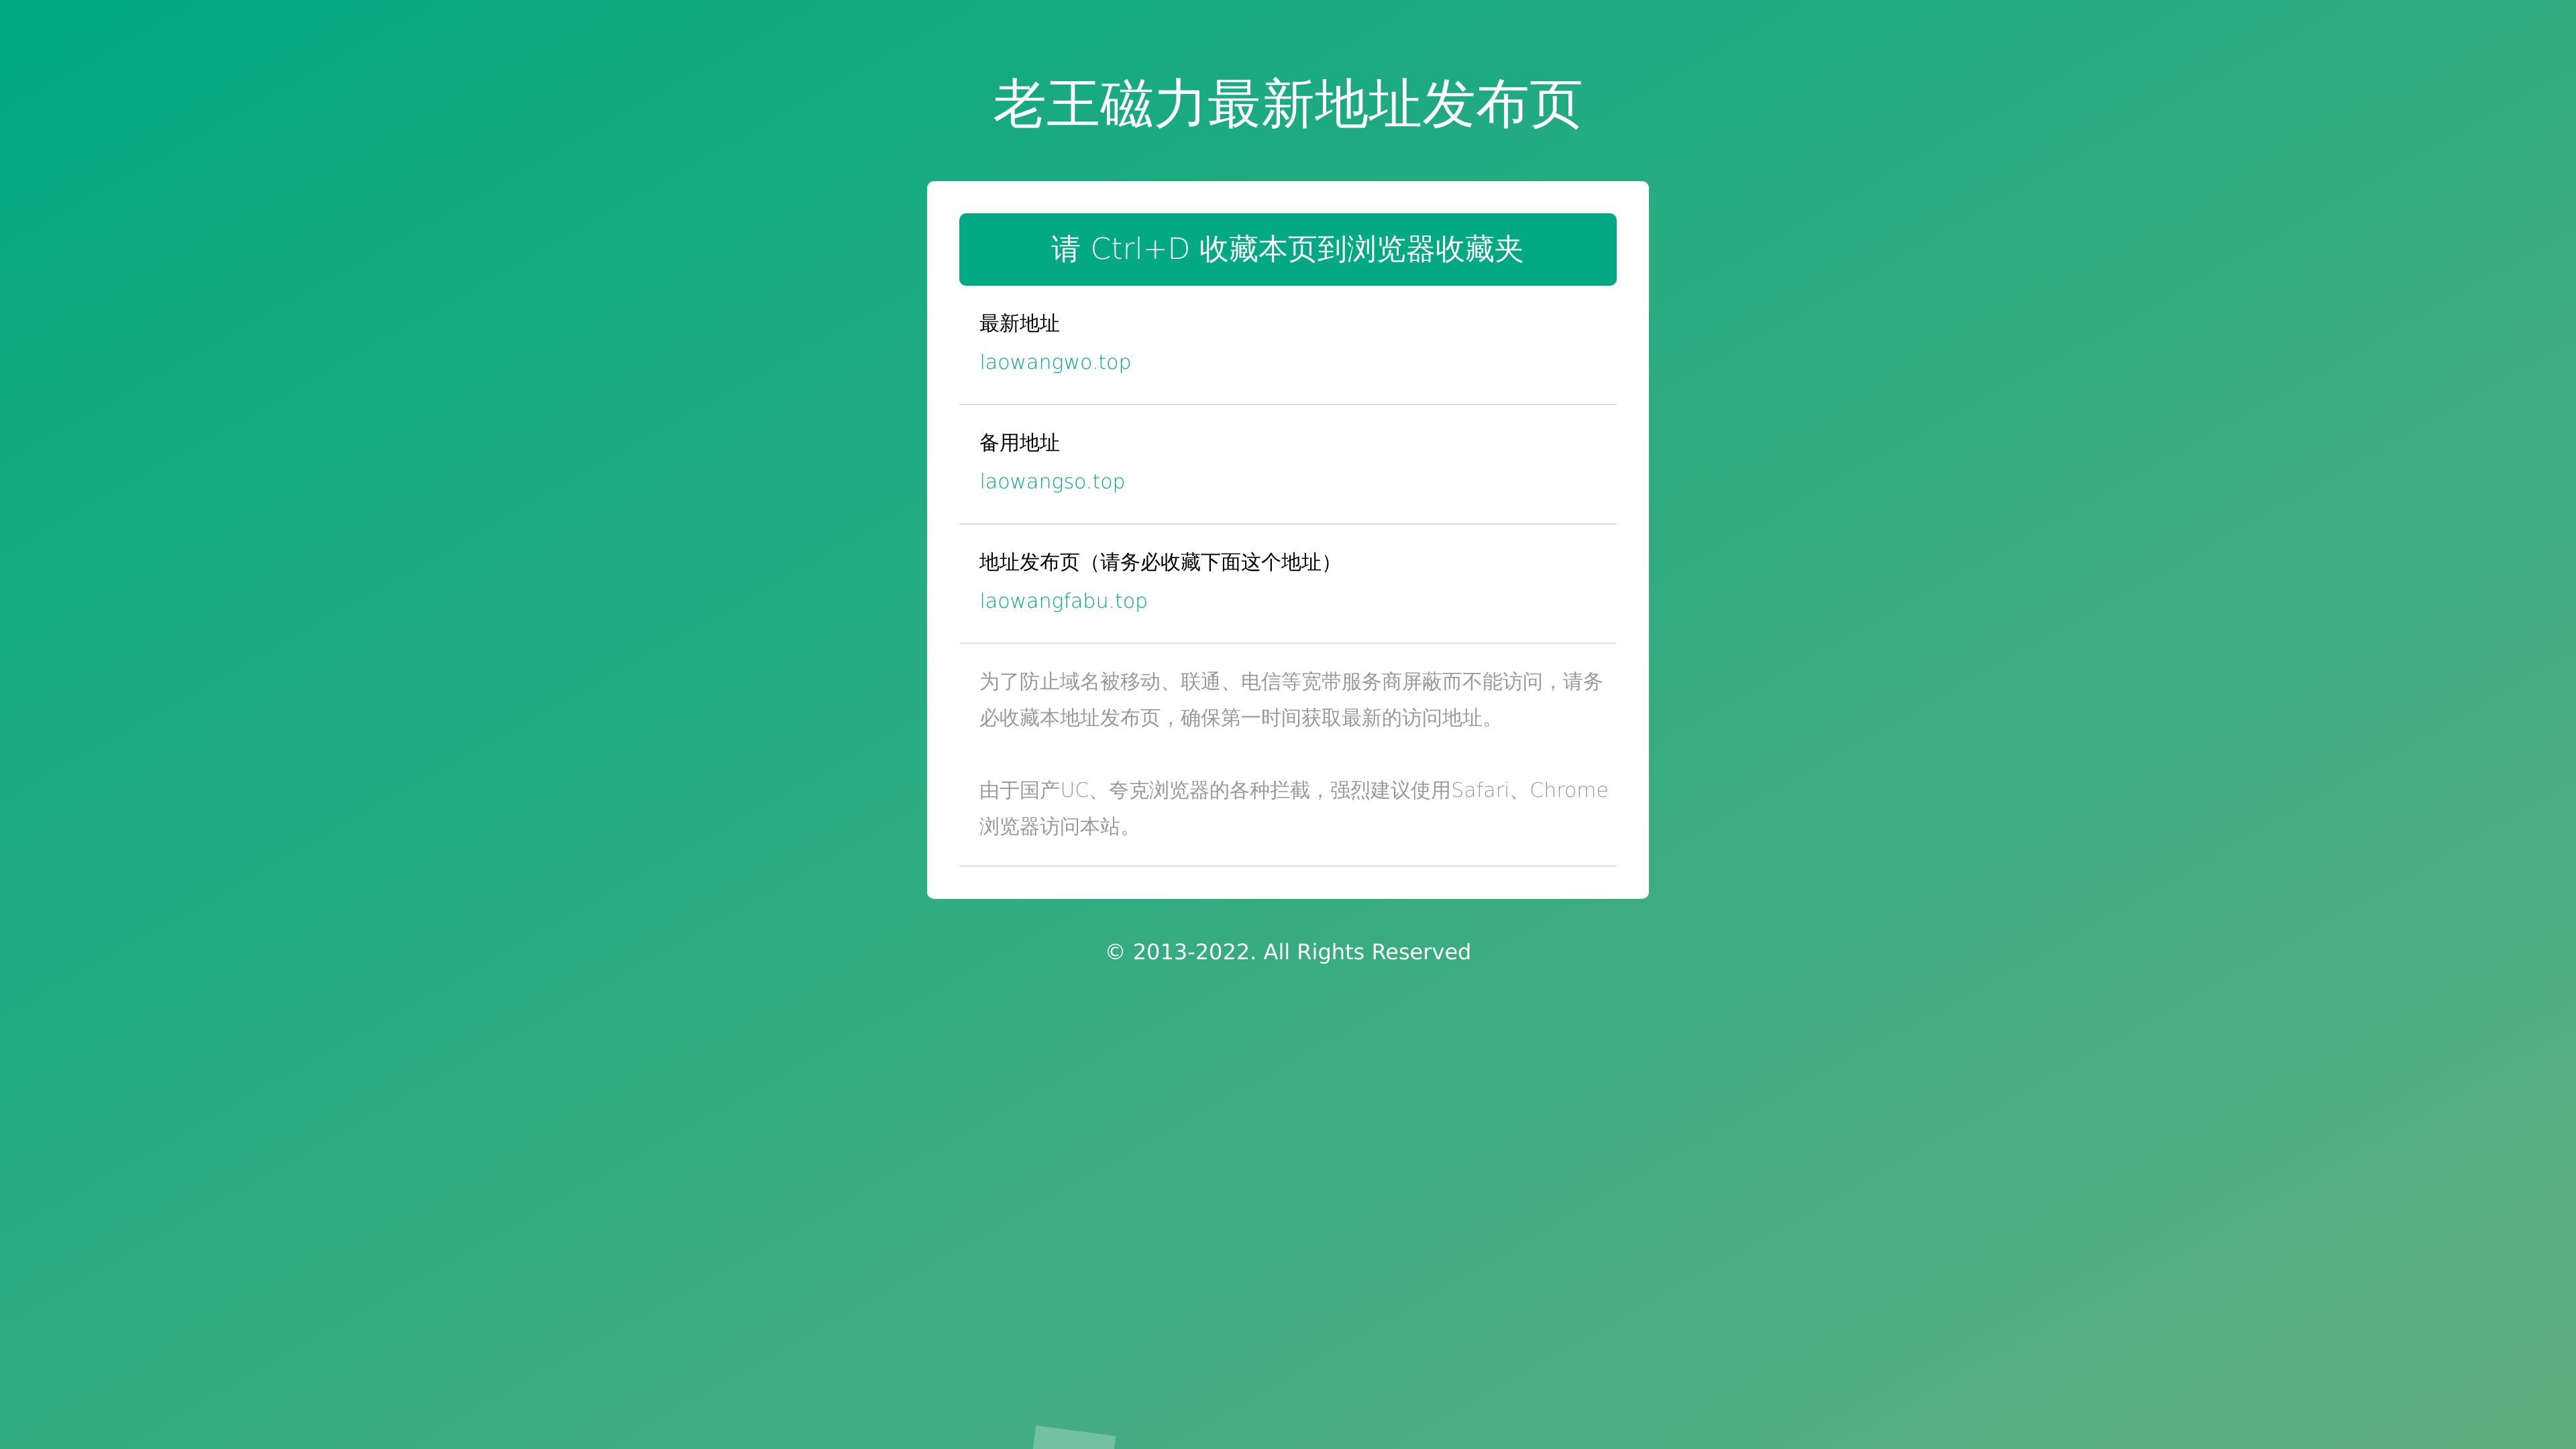 老王磁力最新地址发布页
请 Ctrl+D 收藏本页到浏览器收藏夹
最新地址
laowangwo.top
备用地址
laowangso.top
地址发布页（请务必收藏下面这个地址）
laowangfabu.top
为了防止域名被移动、联通、电信等宽带服务商屏蔽而不能访问，请务
必收藏本地址发布页，确保第一时间获取最新的访问地址。
由于国产UC、夸克浏览器的各种拦截，强烈建议使用Safari、Chrome
浏览器访问本站。
© 2013-2022. All Rights Reserved